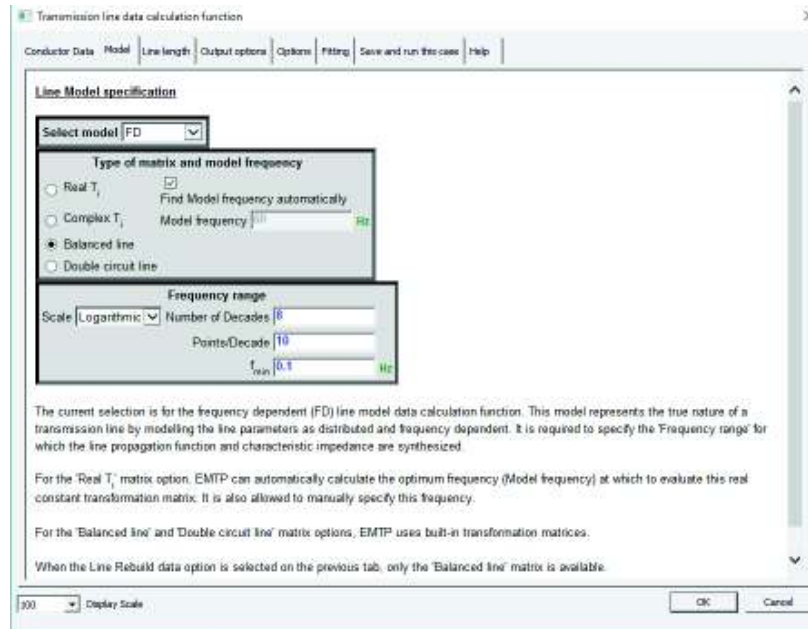 Transmission line data calculation function
Conductor Data Model Line length Output options Options Fitting Save and run this case Help
Line Model specification
Select model FD
Type of matrix and model frequency
Real Ti
Find Model frequency automatically
Complex Ti Model frequency Hz
Balanced line
Double circuit line
Frequency range
Scale Logarithmic Number of Decades 8
Points/Decade 10
fmin 0.1 Hz
The current selection is for the frequency dependent (FD) line model data calculation function. This model represents the true nature of a
transmission line by modelling the line parameters as distributed and frequency dependent. It is required to specify the 'Frequency range' for
which the line propagation function and characteristic impedance are synthesized.
For the 'Real Ti' matrix option, EMTP can automatically calculate the optimum frequency (Model frequency) at which to evaluate this real
constant transformation matrix. It is also allowed to manually specify this frequency.
For the 'Balanced line' and 'Double circuit line' matrix options, EMTP uses built-in transformation matrices.
When the Line Rebuild data option is selected on the previous tab, only the 'Balanced line' matrix is available.
100 Display Scale OK Cancel